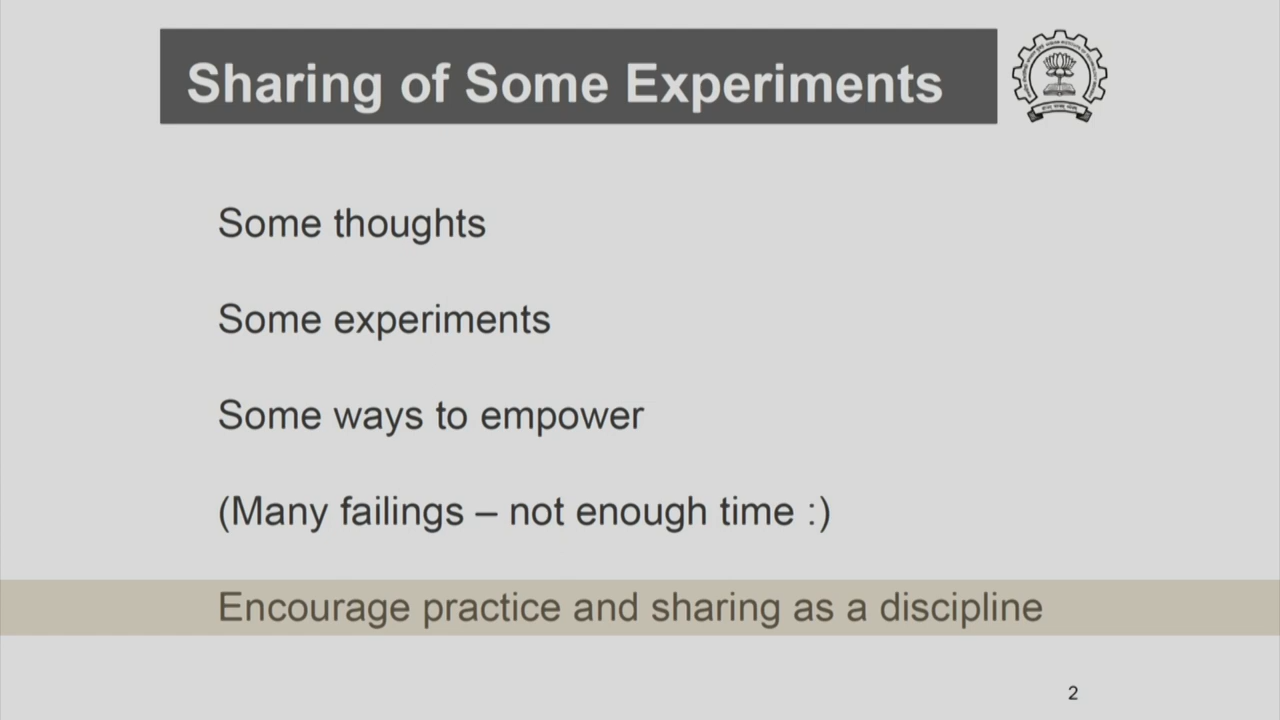 Sharing of Some Experiments
Some thoughts
Some experiments
Some ways to empower
(Many failings – not enough time :)
Encourage practice and sharing as a discipline
2